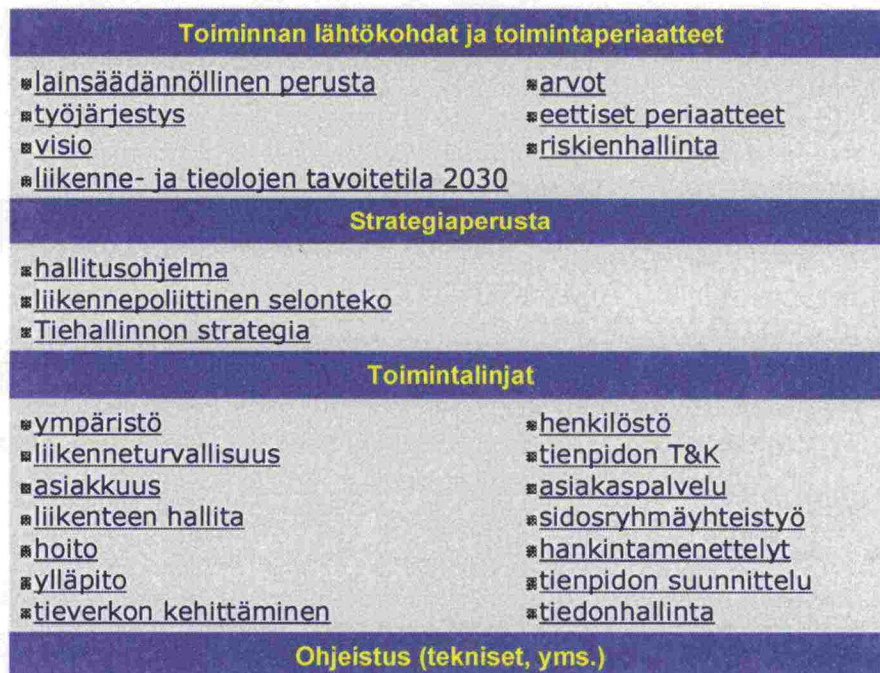 Toiminnan lähtökohdat ja toimintaperiaatteet
lainsäädännöllinen perusta
työjärjestys
visio
liikenne- ja tieolojen tavoitetila 2030
arvot
eettiset periaatteet
riskienhallinta
Strategiaperusta
hallitusohjelma
liikennepoliittinen selonteko
Tiehallinnon strategia
Toimintalinjat
ympäristö
liikenneturvallisuus
asiakkuus
liikenteen hallita
hoito
ylläpito
tieverkon kehittäminen
henkilöstö
tienpidon T&K
asiakaspalvelu
sidosryhmäyhteistyö
hankintamenettelyt
tienpidon suunnittelu
tiedonhallinta
Ohjeistus (tekniset, yms.)